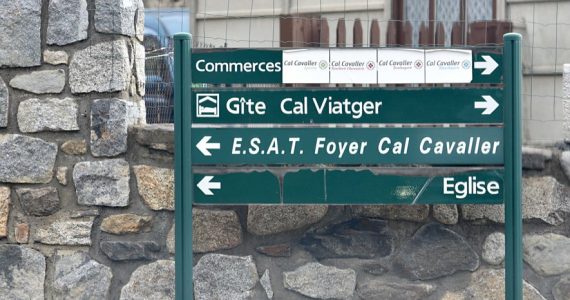 Commerces Cal Cavaller Cal Cavaller Cal Cavaller Cal Cavaller
Gîte Cal Viatger
E.S.A.T. Foyer Cal Cavaller
Eglise